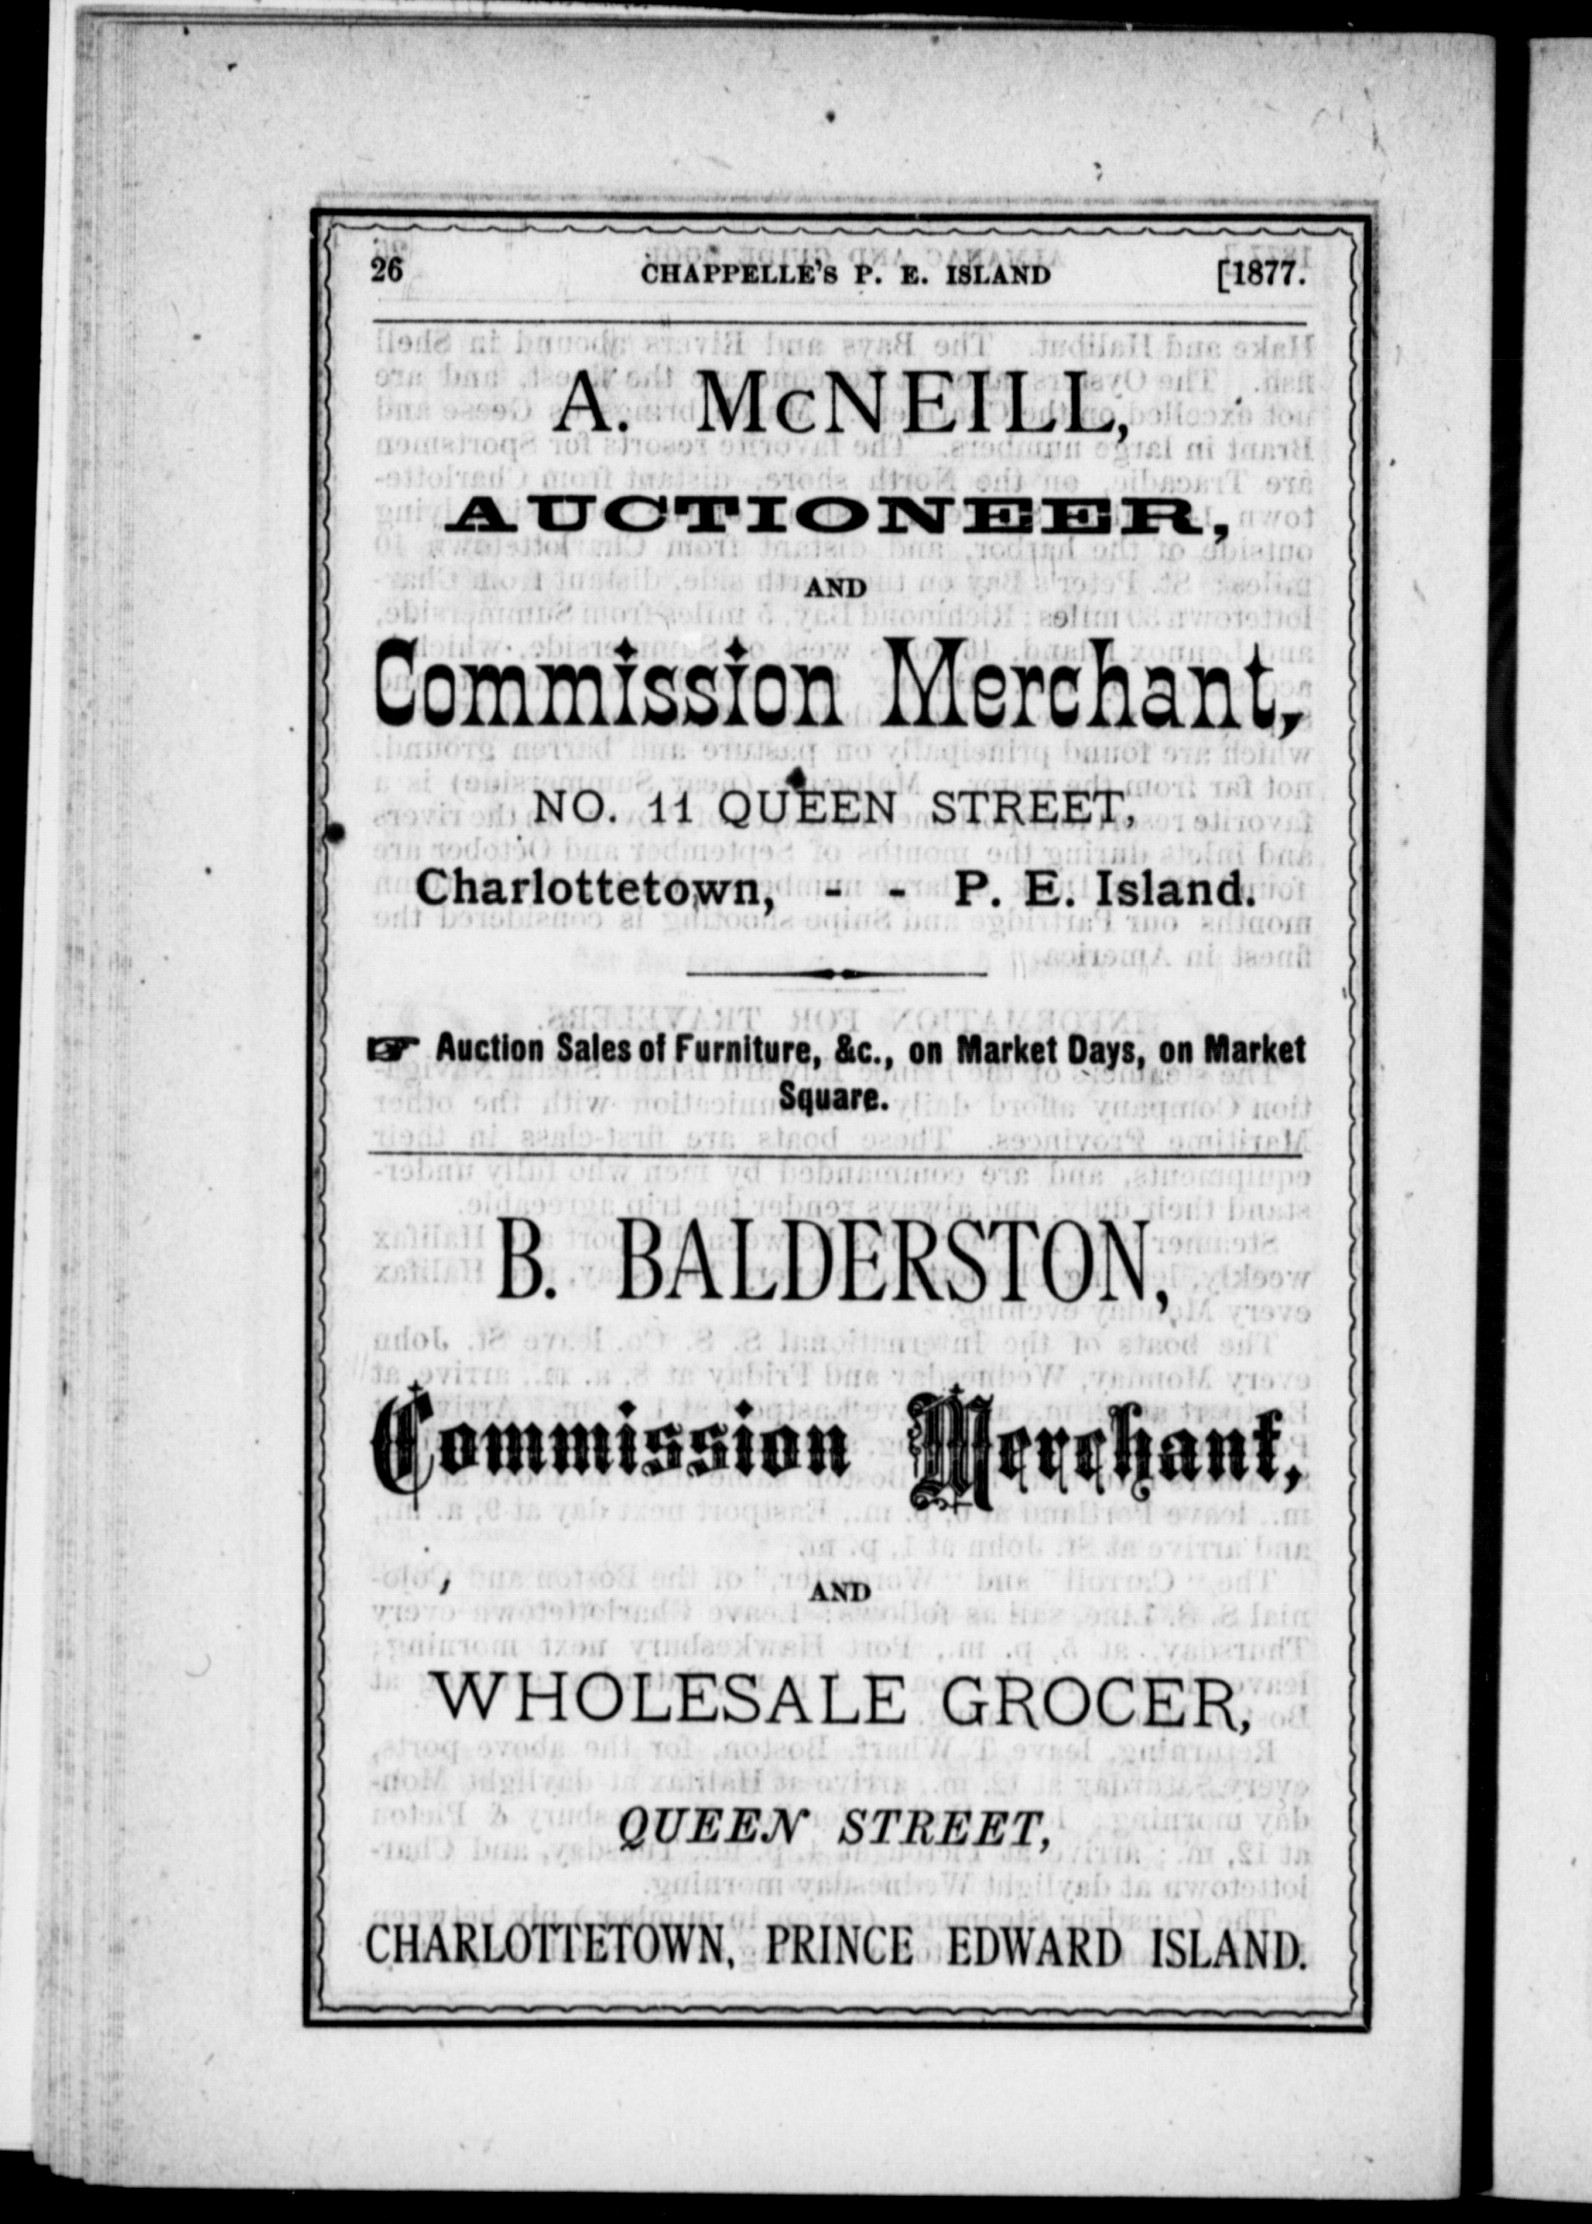 26 CHAPPELLE'S P. E. ISLAND [1877.
A. McNEILL,
AUCTIONEER,
AND
Commission Merchant,
NO. 11 QUEEN STREET,
Charlottetown, - - P. E. Island.
☞ Auction Sales of Furniture, &c., on Market Days, on Market
Square.
B. BALDERSTON,
Commission Merchant,
AND
WHOLESALE GROCER,
QUEEN STREET,
CHARLOTTETOWN, PRINCE EDWARD ISLAND.